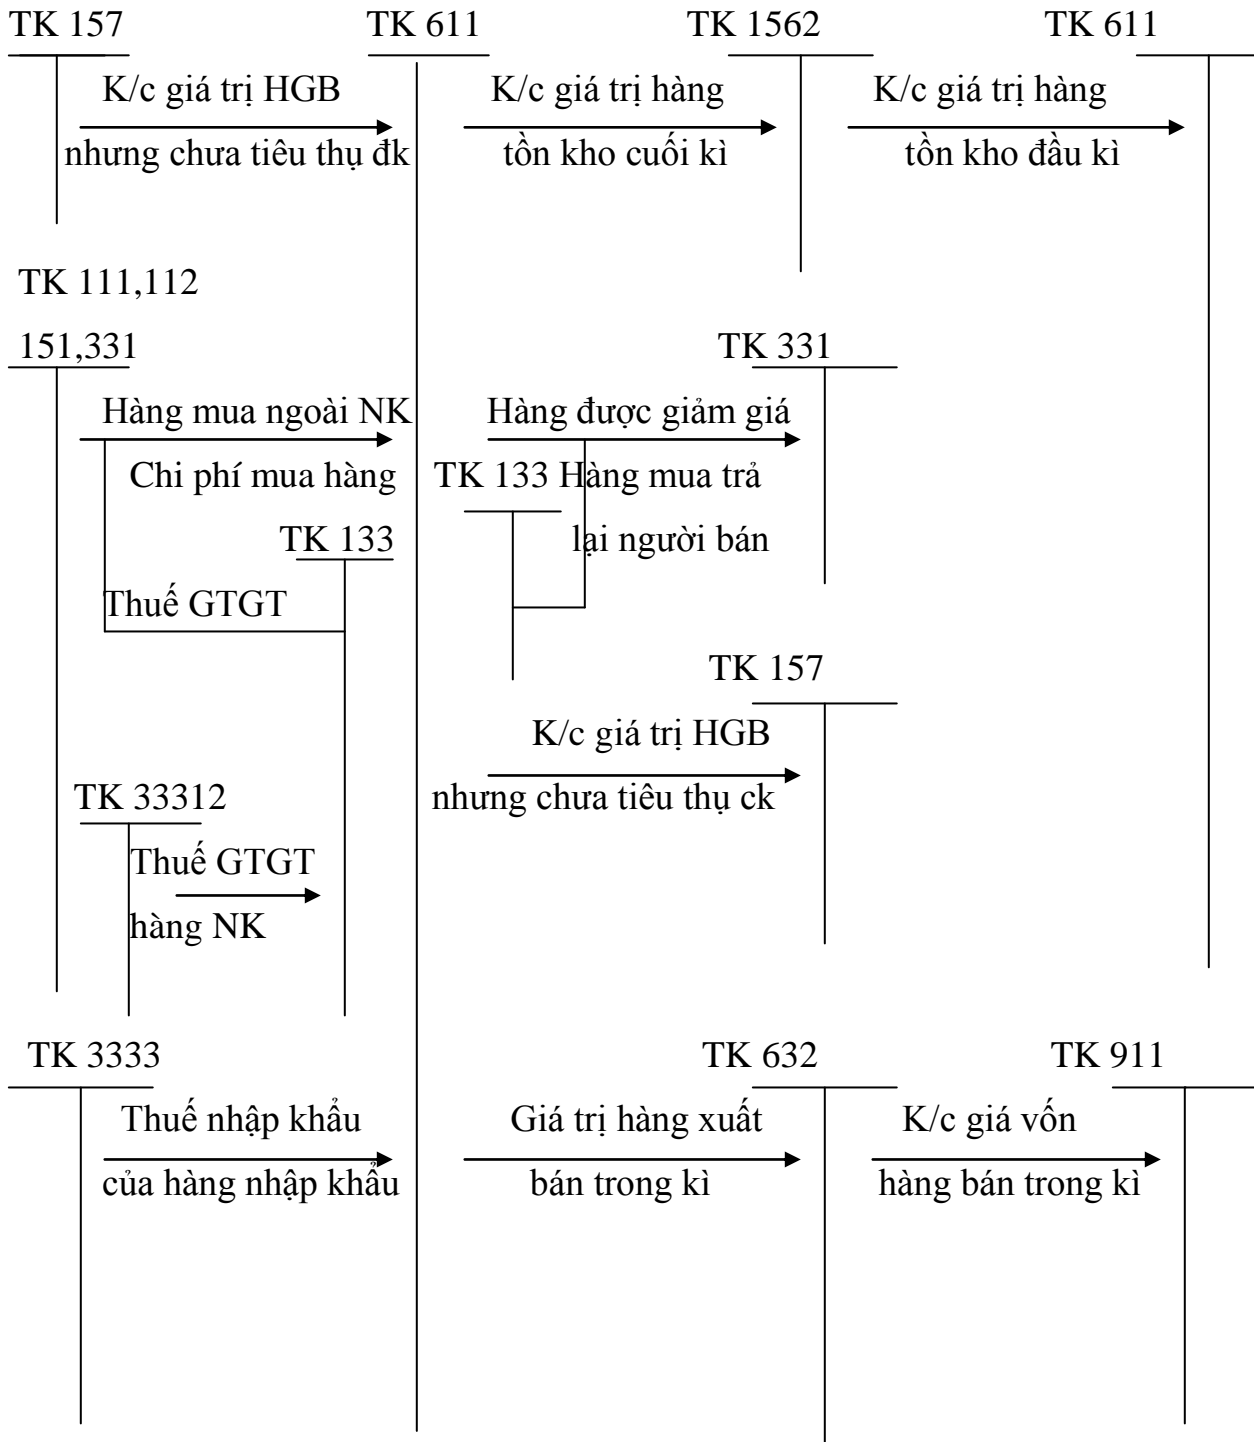 TK 157 TK 611 TK 1562 TK 611
K/c giá trị HGB K/c giá trị hàng K/c giá trị hàng
nhưng chưa tiêu thụ đk tồn kho cuối kì tồn kho đầu kì
TK 111,112
151,331 TK 331
Hàng mua ngoài NK Hàng được giảm giá
Chi phí mua hàng TK 133 Hàng mua trả
TK 133 lại người bán
Thuế GTGT
TK 157
K/c giá trị HGB
TK 33312 nhưng chưa tiêu thụ ck
Thuế GTGT
hàng NK
TK 3333 TK 632 TK 911
Thuế nhập khẩu Giá trị hàng xuất K/c giá vốn
của hàng nhập khẩu bán trong kì hàng bán trong kì